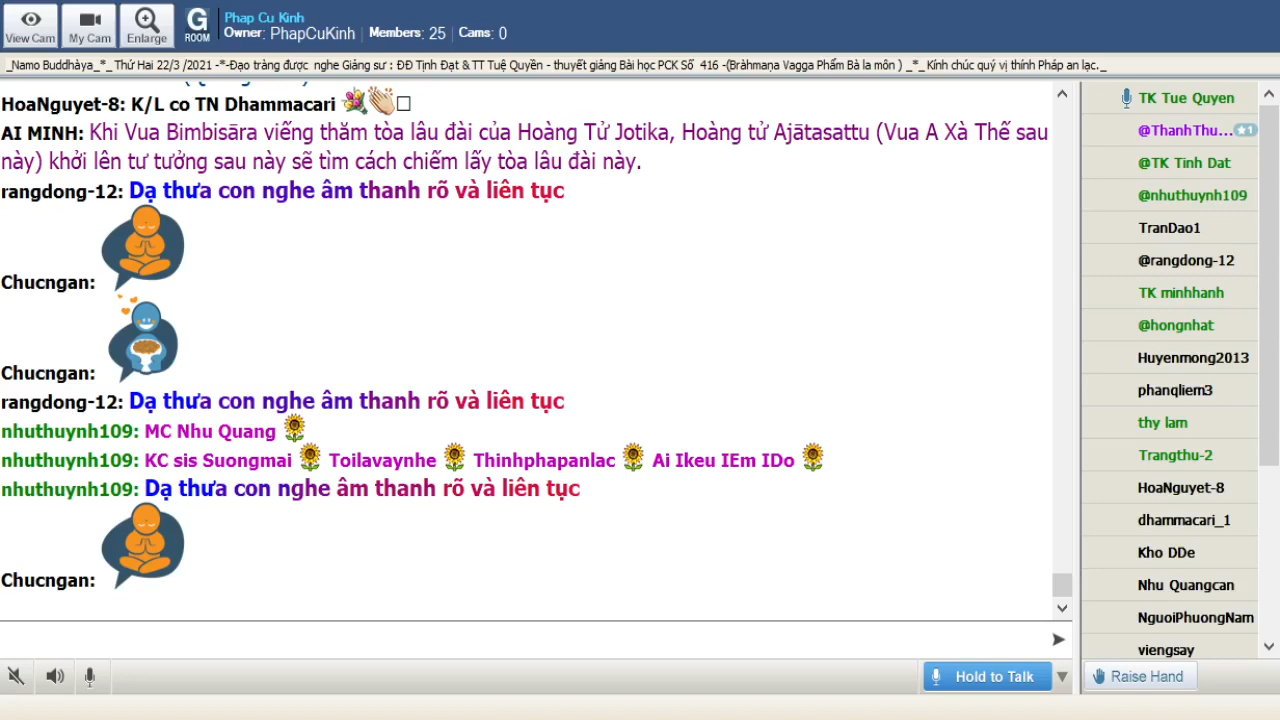 View Cam
My Cam
Enlarge
G
ROOM
Phap Cu Kinh
Owner: PhapCuKinh | Members: 25 | Cams: 0
_Namo Buddhàya_*_ Thứ Hai 22/3 /2021 -*-Đạo tràng được nghe Giảng sư : ĐĐ Tịnh Đạt & TT Tuệ Quyền - thuyết giảng Bài học PCK Số 416 -(Bràhmaṇa Vagga Phẩm Bà la môn ) _*_ Kính chúc quý vị thính Pháp an lạc._
HoaNguyet-8: K/L co TN Dhammacari
AI MINH: Khi Vua Bimbisāra viếng thăm tòa lâu đài của Hoàng Tử Jotika, Hoàng tử Ajātasattu (Vua A Xà Thế sau
này) khởi lên tư tưởng sau này sẽ tìm cách chiếm lấy tòa lâu đài này.
rangdong-12: Dạ thưa con nghe âm thanh rõ và liên tục
Chucngan:
Chucngan:
rangdong-12: Dạ thưa con nghe âm thanh rõ và liên tục
nhuthuynh109: MC Nhu Quang
nhuthuynh109: KC sis Suongmai Toilavaynhe Thinhphapanlac Ai Ikeu IEm IDo
nhuthuynh109: Dạ thưa con nghe âm thanh rõ và liên tục
Chucngan:
TK Tue Quyen
@ThanhThu... ★1
@TK Tinh Dat
@nhuthuynh109
TranDao1
@rangdong-12
TK minhhanh
@hongnhat
Huyenmong2013
phanqliem3
thy lam
Trangthu-2
HoaNguyet-8
dhammacari_1
Kho DDe
Nhu Quangcan
NguoiPhuongNam
viengsay
Hold to Talk
Raise Hand